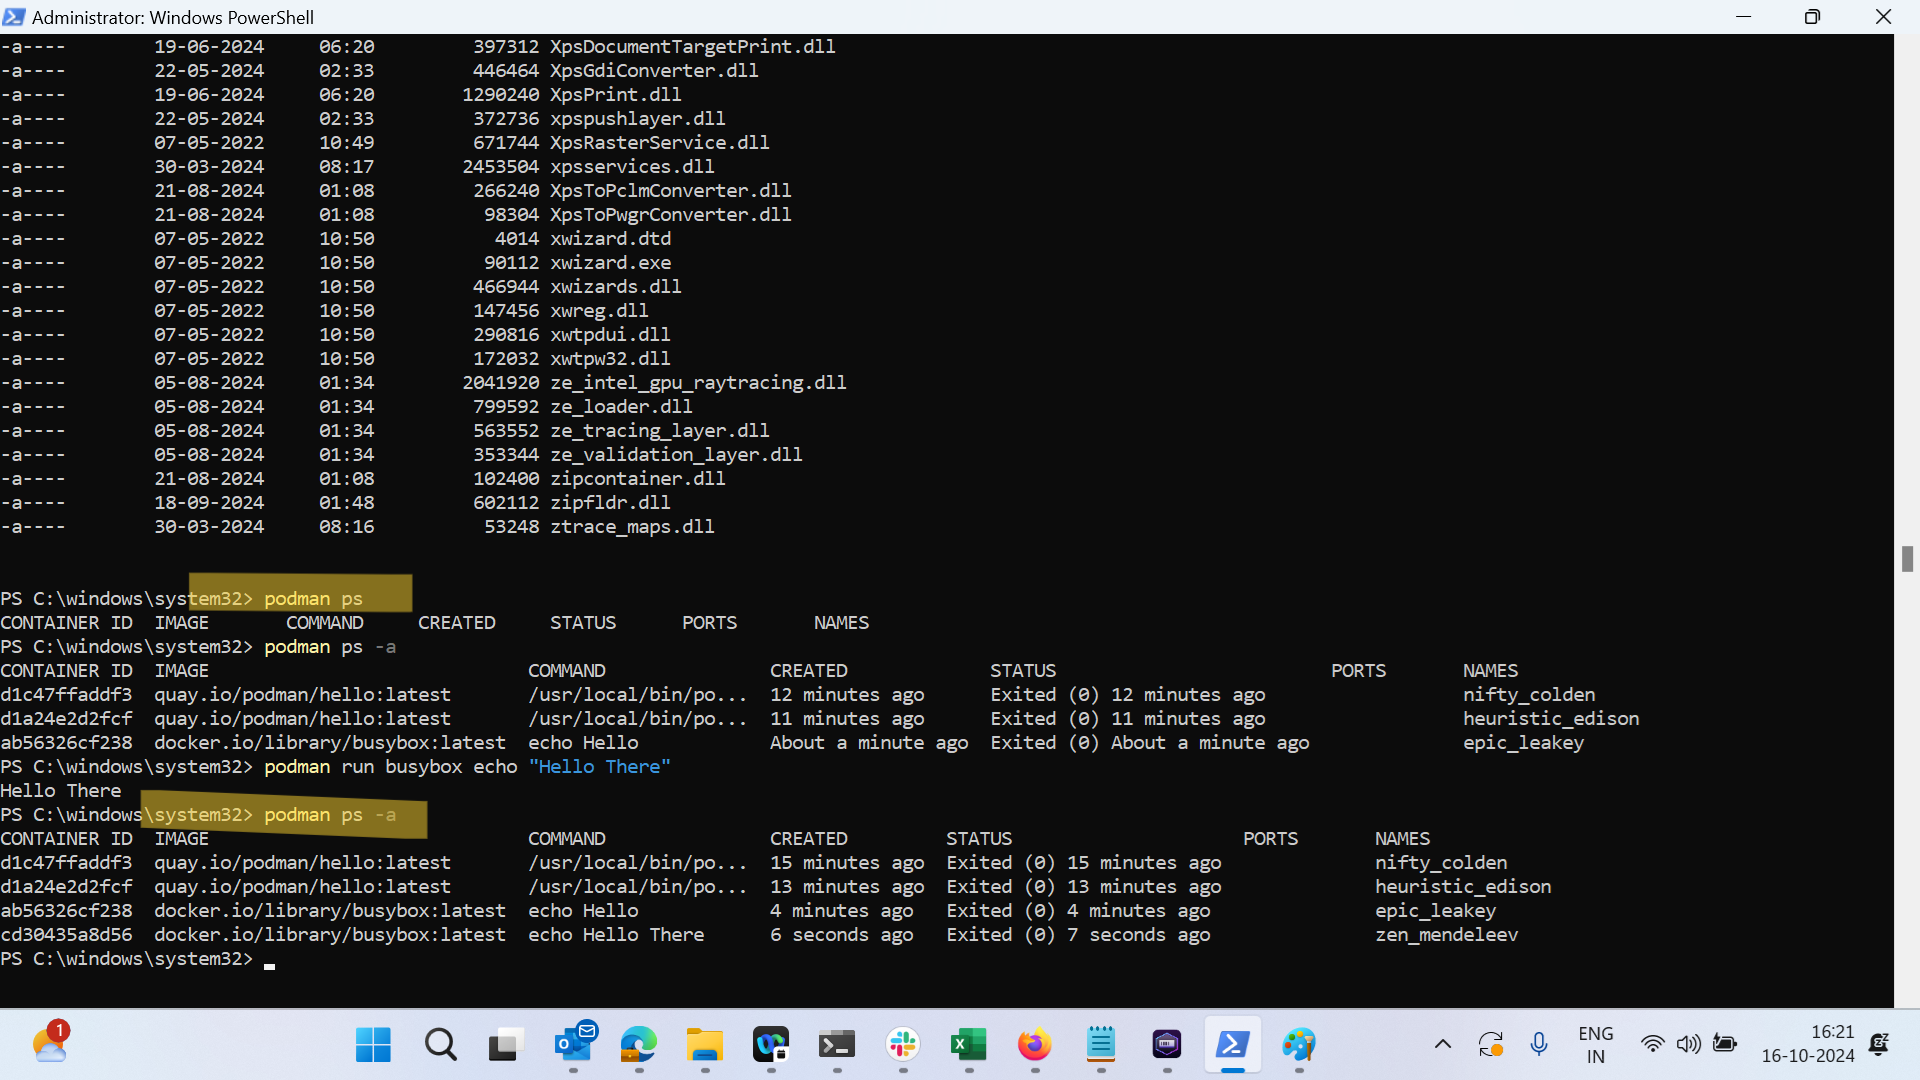 Administrator: Windows PowerShell
-a---- 19-06-2024 06:20 397312 XpsDocumentTargetPrint.dll
-a---- 22-05-2024 02:33 446464 XpsGdiConverter.dll
-a---- 19-06-2024 06:20 1290240 XpsPrint.dll
-a---- 22-05-2024 02:33 372736 xpspushlayer.dll
-a---- 07-05-2022 10:49 671744 XpsRasterService.dll
-a---- 30-03-2024 08:17 2453504 xpsservices.dll
-a---- 21-08-2024 01:08 266240 XpsToPclmConverter.dll
-a---- 21-08-2024 01:08 98304 XpsToPwgrConverter.dll
-a---- 07-05-2022 10:50 4014 xwizard.dtd
-a---- 07-05-2022 10:50 90112 xwizard.exe
-a---- 07-05-2022 10:50 466944 xwizards.dll
-a---- 07-05-2022 10:50 147456 xwreg.dll
-a---- 07-05-2022 10:50 290816 xwtpdui.dll
-a---- 07-05-2022 10:50 172032 xwtpw32.dll
-a---- 05-08-2024 01:34 2041920 ze_intel_gpu_raytracing.dll
-a---- 05-08-2024 01:34 799592 ze_loader.dll
-a---- 05-08-2024 01:34 563552 ze_tracing_layer.dll
-a---- 05-08-2024 01:34 353344 ze_validation_layer.dll
-a---- 21-08-2024 01:08 102400 zipcontainer.dll
-a---- 18-09-2024 01:48 602112 zipfldr.dll
-a---- 30-03-2024 08:16 53248 ztrace_maps.dll
PS C:\windows\system32> podman ps
CONTAINER ID IMAGE COMMAND CREATED STATUS PORTS NAMES
PS C:\windows\system32> podman ps -a
CONTAINER ID IMAGE COMMAND CREATED STATUS PORTS NAMES
d1c47ffaddf3 quay.io/podman/hello:latest /usr/local/bin/po... 12 minutes ago Exited (0) 12 minutes ago nifty_colden
d1a24e2d2fcf quay.io/podman/hello:latest /usr/local/bin/po... 11 minutes ago Exited (0) 11 minutes ago heuristic_edison
ab56326cf238 docker.io/library/busybox:latest echo Hello About a minute ago Exited (0) About a minute ago epic_leakey
PS C:\windows\system32> podman run busybox echo "Hello There"
Hello There
PS C:\windows\system32> podman ps -a
CONTAINER ID IMAGE COMMAND CREATED STATUS PORTS NAMES
d1c47ffaddf3 quay.io/podman/hello:latest /usr/local/bin/po... 15 minutes ago Exited (0) 15 minutes ago nifty_colden
d1a24e2d2fcf quay.io/podman/hello:latest /usr/local/bin/po... 13 minutes ago Exited (0) 13 minutes ago heuristic_edison
ab56326cf238 docker.io/library/busybox:latest echo Hello 4 minutes ago Exited (0) 4 minutes ago epic_leakey
cd30435a8d56 docker.io/library/busybox:latest echo Hello There 6 seconds ago Exited (0) 7 seconds ago zen_mendeleev
PS C:\windows\system32>
1
ENG
IN
16:21
16-10-2024